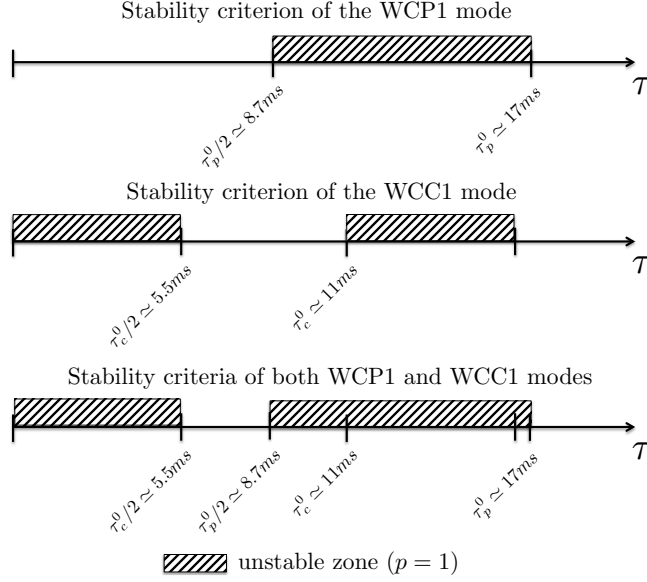 Stability criterion of the WCP1 mode
τ
τ_p^0/2 ≃ 8.7ms
τ_p^0 ≃ 17ms
Stability criterion of the WCC1 mode
τ
τ_c^0/2 ≃ 5.5ms
τ_c^0 ≃ 11ms
Stability criteria of both WCP1 and WCC1 modes
τ
τ_c^0/2 ≃ 5.5ms
τ_p^0/2 ≃ 8.7ms
τ_c^0 ≃ 11ms
τ_p^0 ≃ 17ms
unstable zone (p = 1)